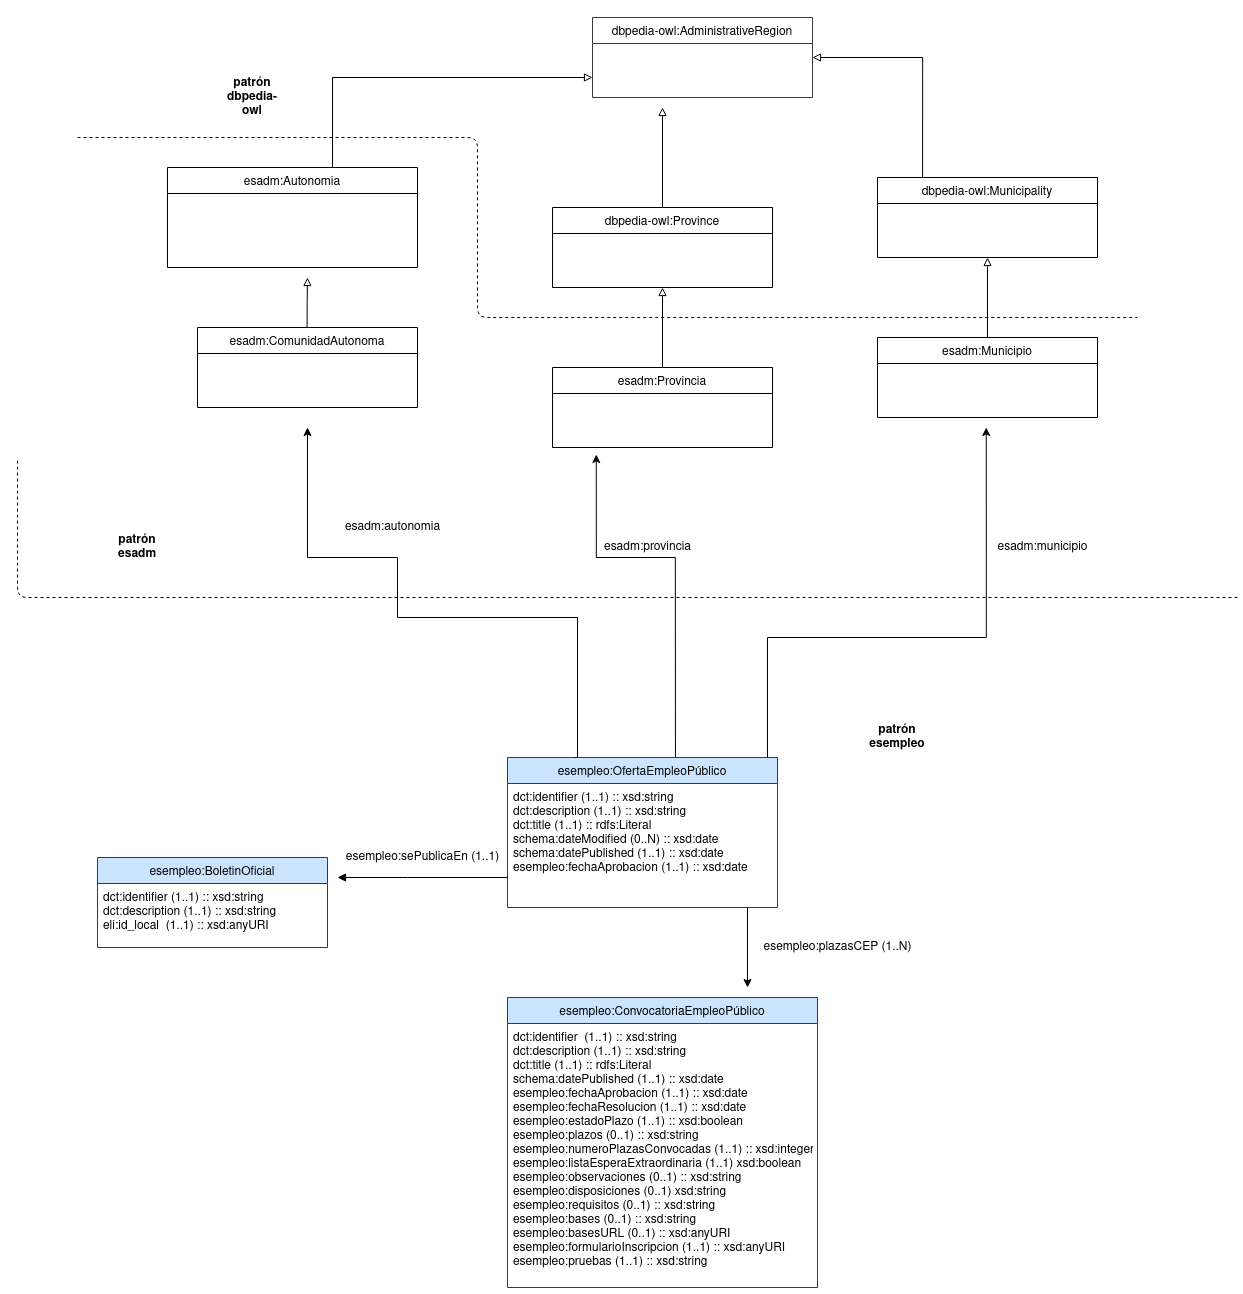 dbpedia-owl:AdministrativeRegion
patrón
dbpedia-
owl
esadm:Autonomia
dbpedia-owl:Municipality
dbpedia-owl:Province
esadm:ComunidadAutonoma
esadm:Municipio
esadm:Provincia
esadm:autonomia
patrón
esadm
esadm:provincia
esadm:municipio
patrón
esempleo
esempleo:OfertaEmpleoPúblico
dct:identifier (1..1) :: xsd:string
dct:description (1..1) :: xsd:string
dct:title (1..1) :: rdfs:Literal
schema:dateModified (0..N) :: xsd:date
schema:datePublished (1..1) :: xsd:date
esempleo:fechaAprobacion (1..1) :: xsd:date
esempleo:sePublicaEn (1..1)
esempleo:BoletinOficial
dct:identifier (1..1) :: xsd:string
dct:description (1..1) :: xsd:string
eli:id_local  (1..1) :: xsd:anyURI
esempleo:plazasCEP (1..N)
esempleo:ConvocatoriaEmpleoPúblico
dct:identifier  (1..1) :: xsd:string
dct:description (1..1) :: xsd:string
dct:title (1..1) :: rdfs:Literal
schema:datePublished (1..1) :: xsd:date
esempleo:fechaAprobacion (1..1) :: xsd:date
esempleo:fechaResolucion (1..1) :: xsd:date
esempleo:estadoPlazo (1..1) :: xsd:boolean
esempleo:plazos (0..1) :: xsd:string
esempleo:numeroPlazasConvocadas (1..1) :: xsd:integer
esempleo:listaEsperaExtraordinaria (1..1) xsd:boolean
esempleo:observaciones (0..1) :: xsd:string
esempleo:disposiciones (0..1) xsd:string
esempleo:requisitos (0..1) :: xsd:string
esempleo:bases (0..1) :: xsd:string
esempleo:basesURL (0..1) :: xsd:anyURI
esempleo:formularioInscripcion (1..1) :: xsd:anyURI
esempleo:pruebas (1..1) :: xsd:string